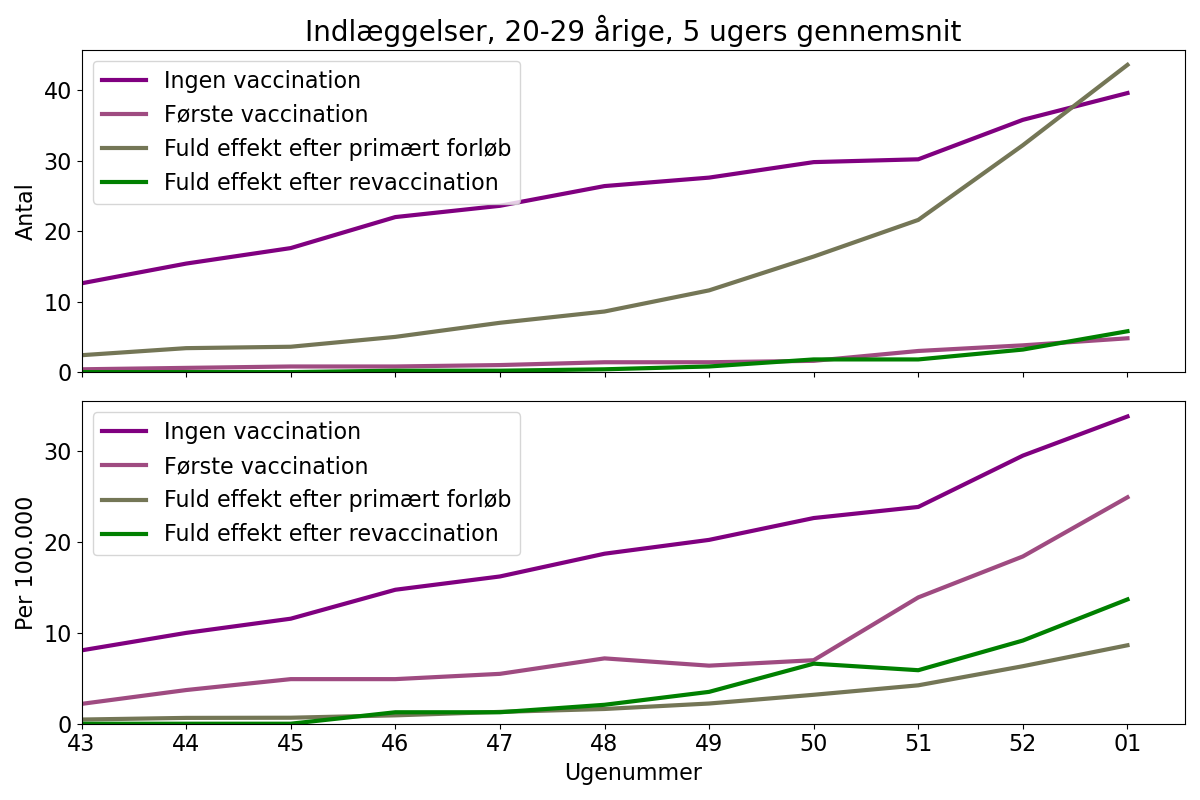 Indlæggelser, 20-29 årige, 5 ugers gennemsnit
Antal
40
30
20
10
0
Ingen vaccination
Første vaccination
Fuld effekt efter primært forløb
Fuld effekt efter revaccination
Per 100.000
30
20
10
0
Ingen vaccination
Første vaccination
Fuld effekt efter primært forløb
Fuld effekt efter revaccination
43 44 45 46 47 48 49 50 51 52 01
Ugenummer